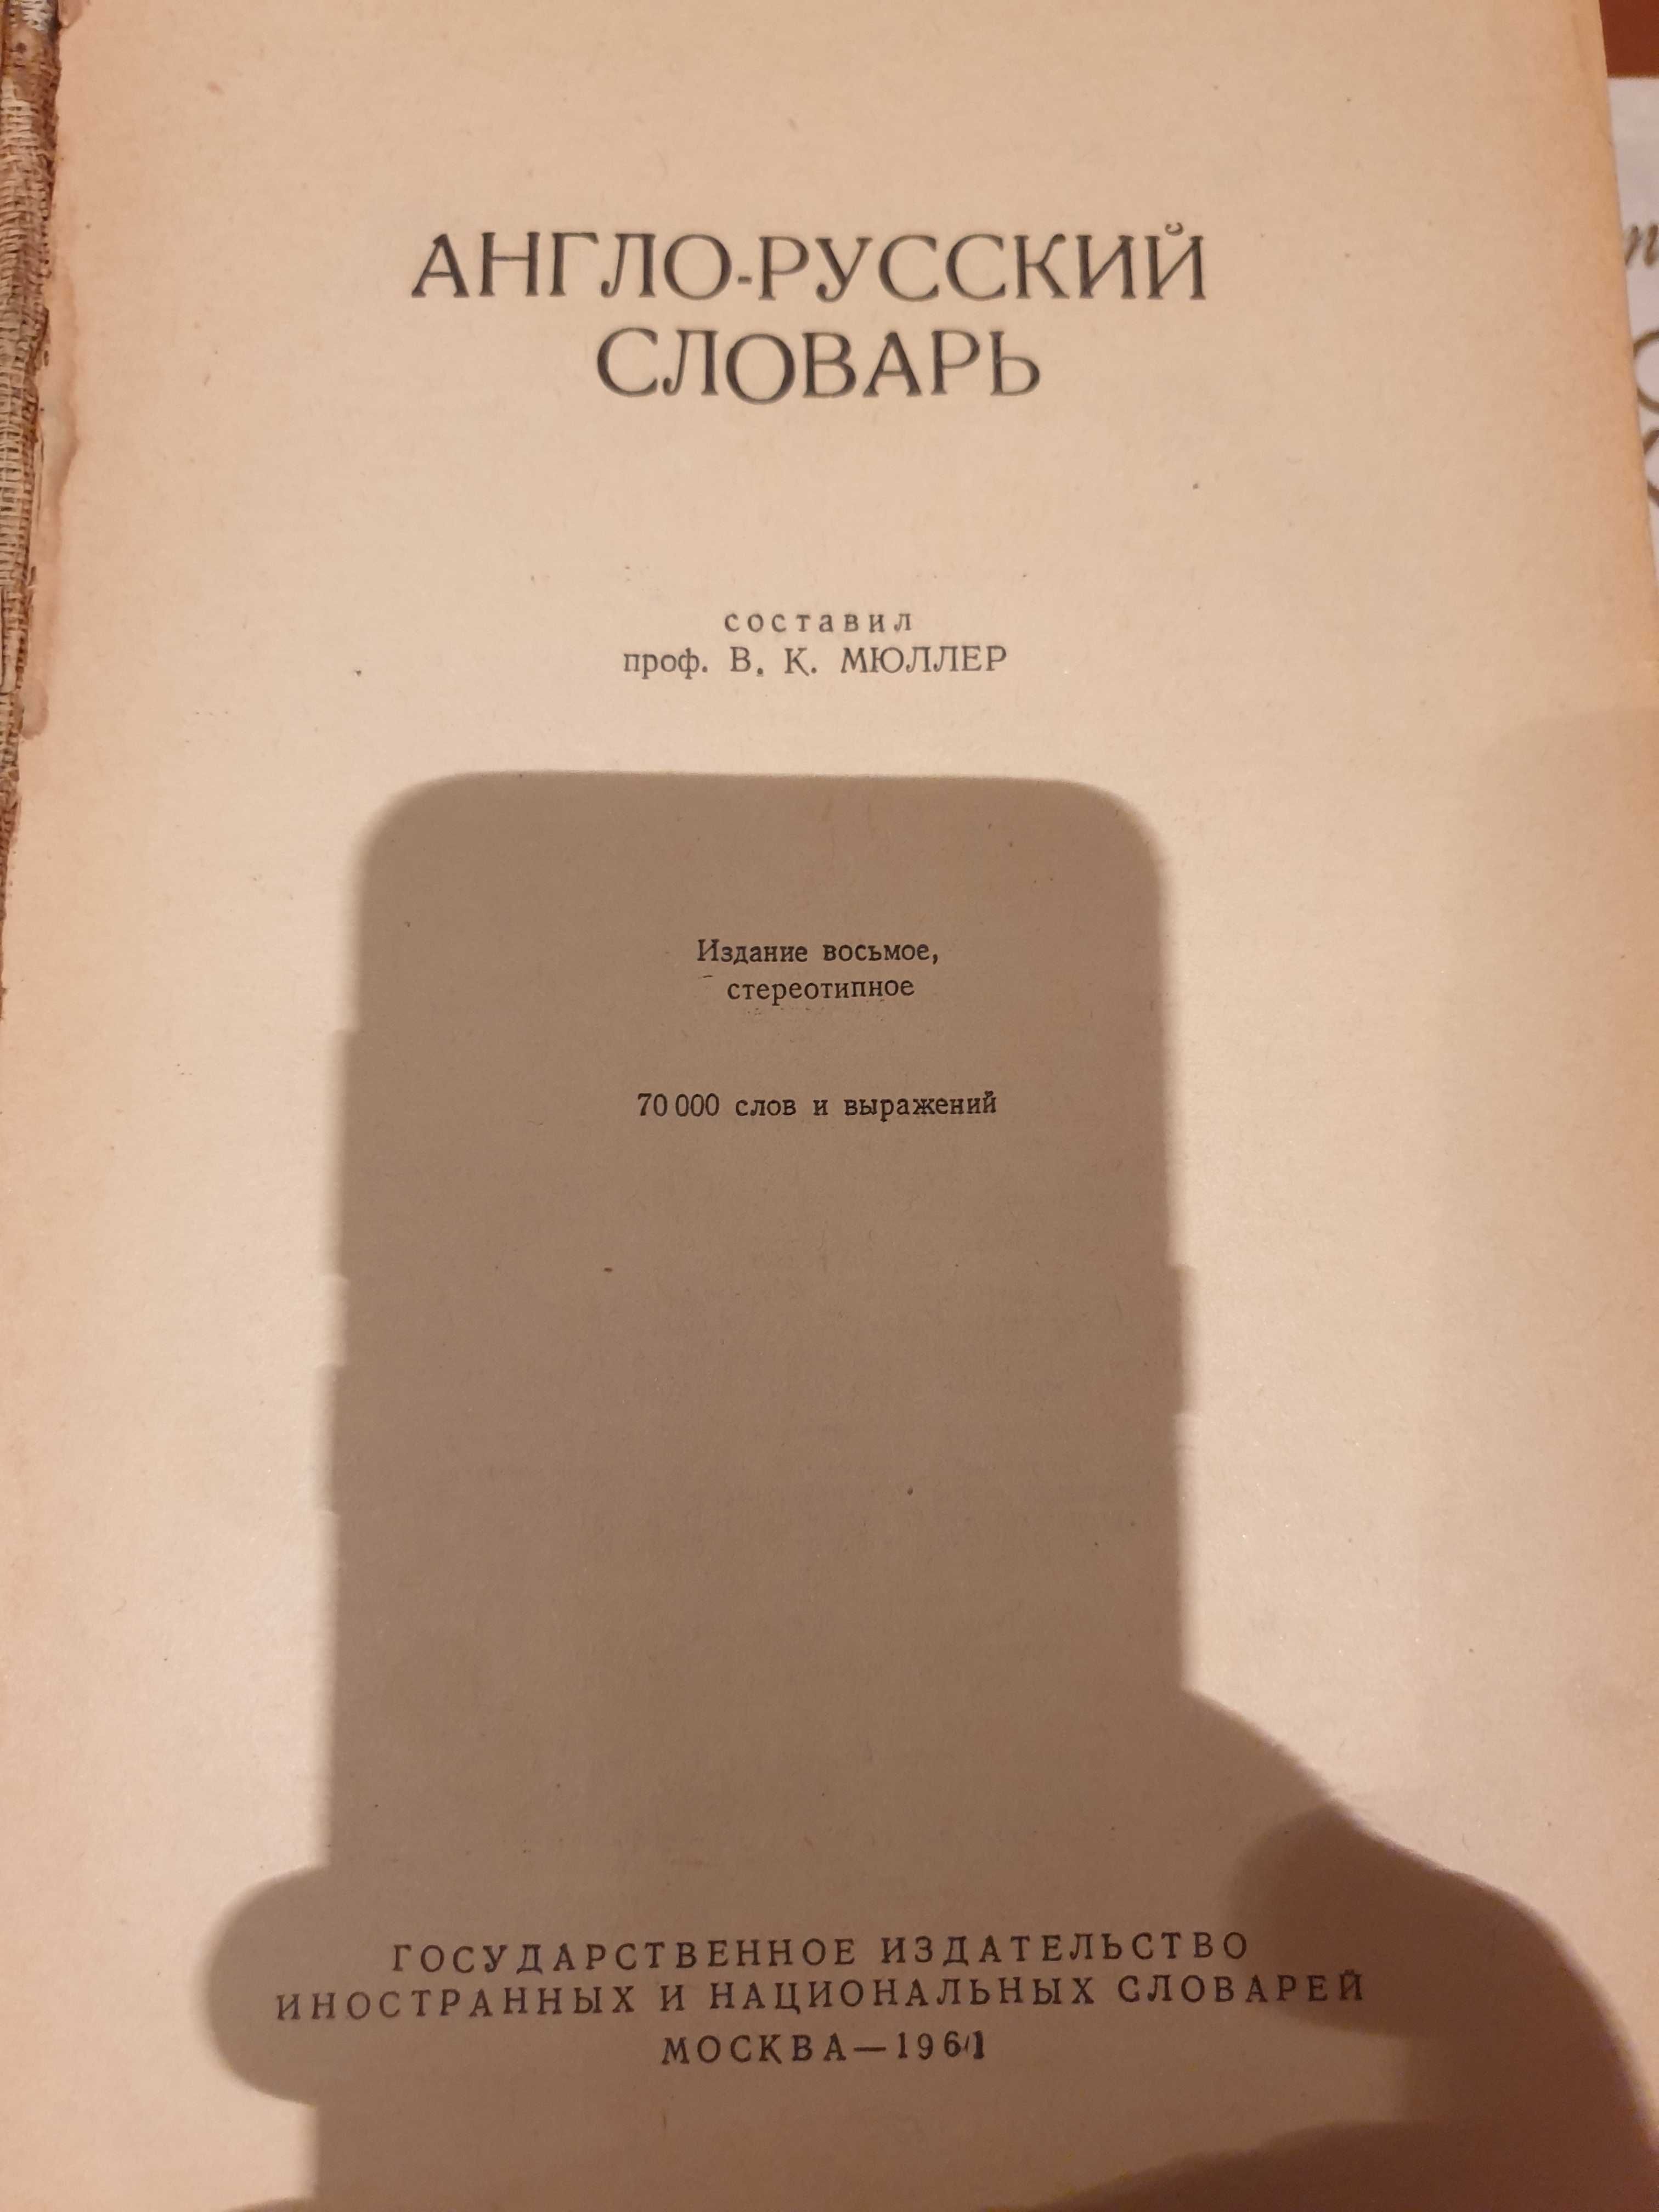 АНГЛО-РУССКИЙ
СЛОВАРЬ
составил
проф. В. К. МЮЛЛЕР
Издание восьмое,
стереотипное
70 000 слов и выражений
ГОСУДАРСТВЕННОЕ ИЗДАТЕЛЬСТВО
ИНОСТРАННЫХ И НАЦИОНАЛЬНЫХ СЛОВАРЕЙ
МОСКВА—1961